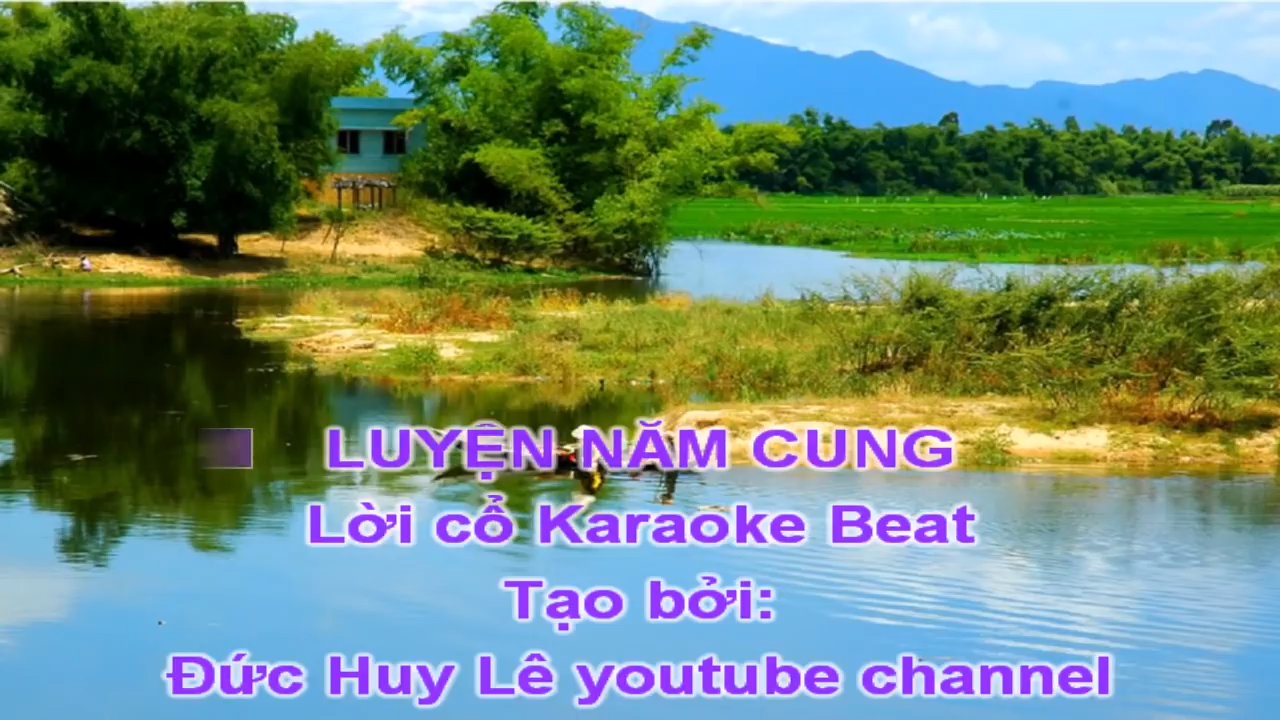 LUYỆN NĂM CUNG
Lời cổ Karaoke Beat
Tạo bởi:
Đức Huy Lê youtube channel